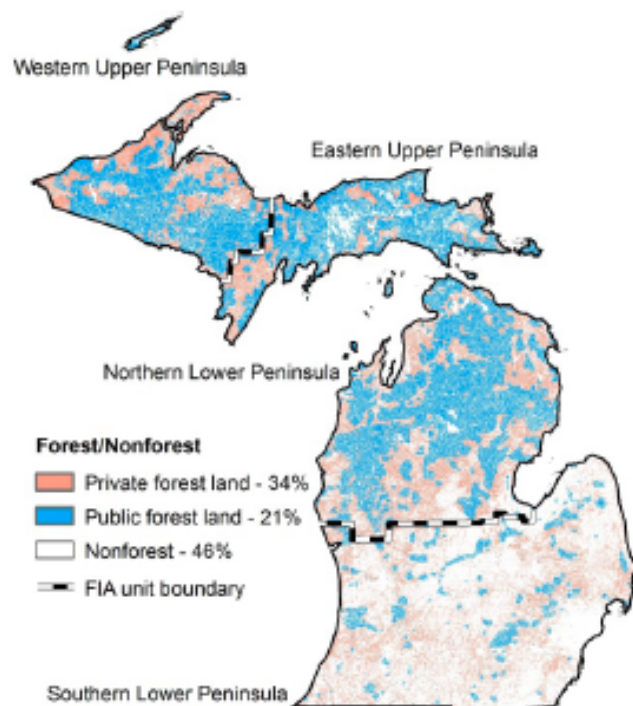 Western Upper Peninsula
Eastern Upper Peninsula
Northern Lower Peninsula
Forest/Nonforest
Private forest land - 34%
Public forest land - 21%
Nonforest - 46%
FIA unit boundary
Southern Lower Peninsula